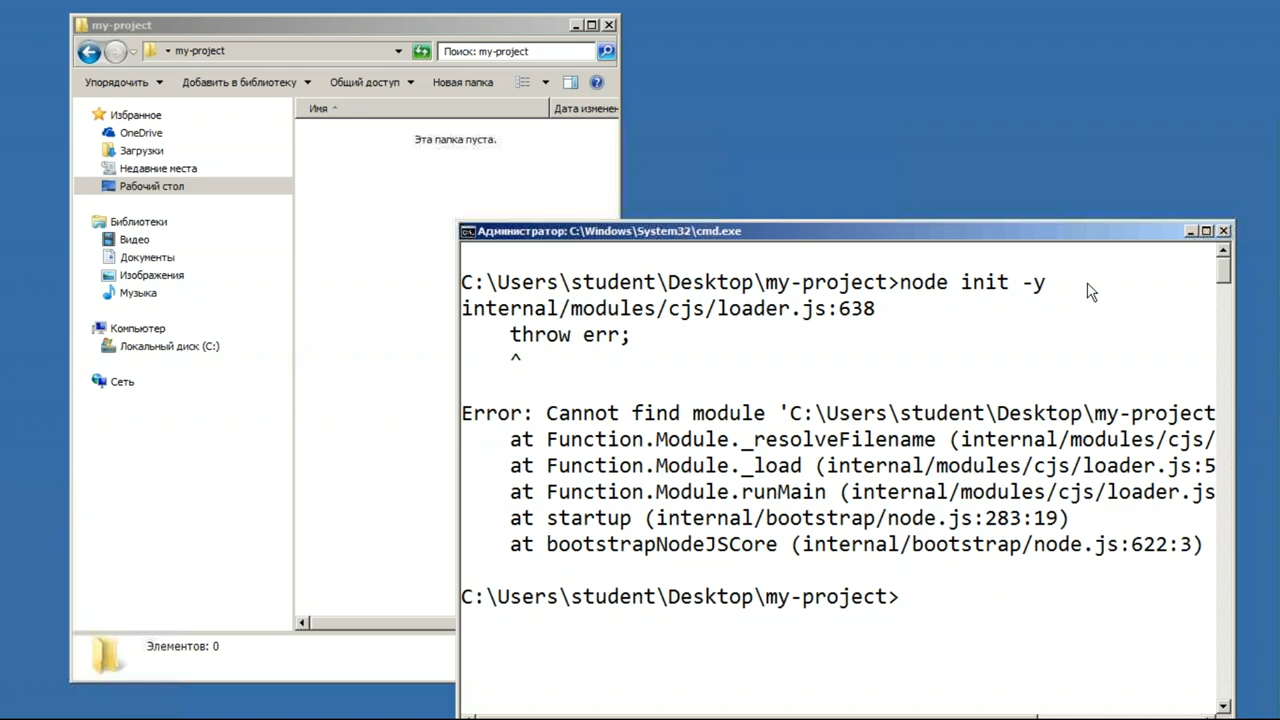 my-project
my-project
Поиск: my-project
Упорядочить
Добавить в библиотеку
Общий доступ
Новая папка
Избранное
OneDrive
Загрузки
Недавние места
Рабочий стол
Библиотеки
Видео
Документы
Изображения
Музыка
Компьютер
Локальный диск (C:)
Сеть
Имя
Дата изменен
Эта папка пуста.
Элементов: 0
Администратор: C:\Windows\System32\cmd.exe
C:\Users\student\Desktop\my-project>node init -y
internal/modules/cjs/loader.js:638
throw err;
^
Error: Cannot find module 'C:\Users\student\Desktop\my-project
at Function.Module._resolveFilename (internal/modules/cjs/
at Function.Module._load (internal/modules/cjs/loader.js:5
at Function.Module.runMain (internal/modules/cjs/loader.js
at startup (internal/bootstrap/node.js:283:19)
at bootstrapNodeJSCore (internal/bootstrap/node.js:622:3)
C:\Users\student\Desktop\my-project>